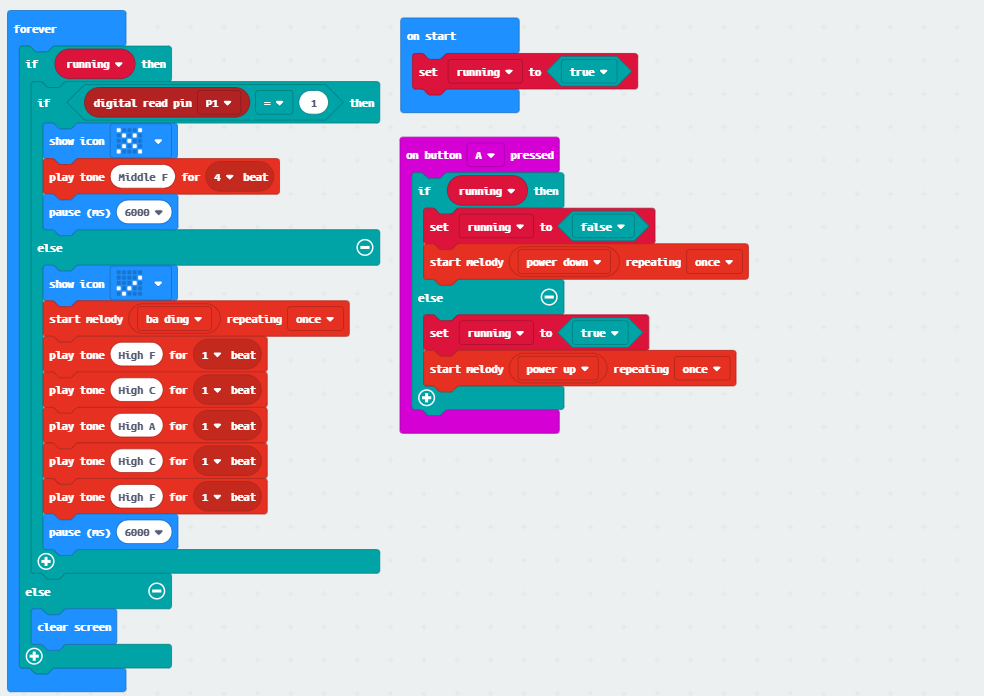 forever
if running then
if digital read pin P1 = 1 then
show icon
play tone Middle F for 4 beat
pause (ms) 6000
else
show icon
start melody ba ding repeating once
play tone High F for 1 beat
play tone High C for 1 beat
play tone High A for 1 beat
play tone High C for 1 beat
play tone High F for 1 beat
pause (ms) 6000
else
clear screen
on start
set running to true
on button A pressed
if running then
set running to false
start melody power down repeating once
else
set running to true
start melody power up repeating once